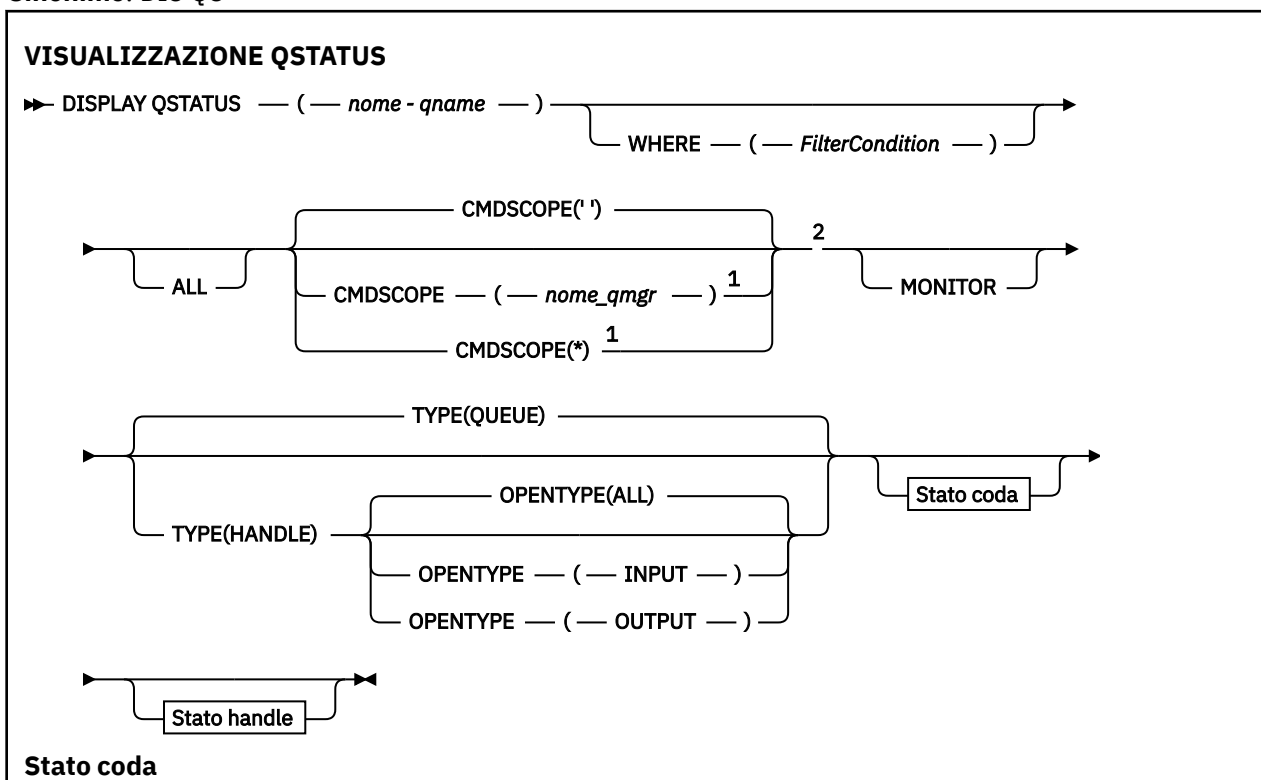 VISUALIZZAZIONE QSTATUS
DISPLAY QSTATUS ( nome - qname )
WHERE ( FilterCondition )
CMDSCOPE(' ')
2
ALL
CMDSCOPE ( nome_qmgr ) 1
MONITOR
CMDSCOPE(*) 1
TYPE(QUEUE)
Stato coda
OPENTYPE(ALL)
TYPE(HANDLE)
OPENTYPE ( INPUT )
OPENTYPE ( OUTPUT )
Stato handle
Stato coda